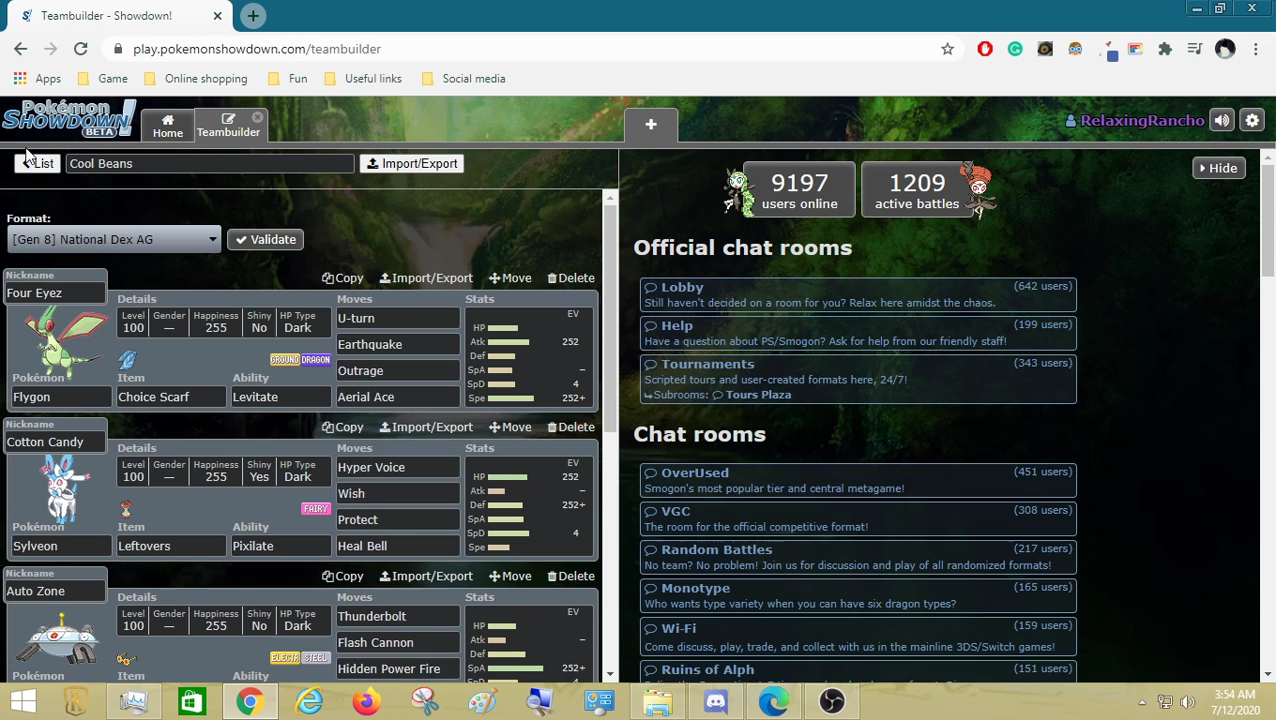 Teambuilder - Showdown!
play.pokemonshowdown.com/teambuilder
Apps Game Online shopping Fun Useful links Social media
Pokémon SHOWDOWN! BETA
Home Teambuilder
RelaxingRancho
List Cool Beans Import/Export
Format:
[Gen 8] National Dex AG Validate
Nickname
Four Eyez
Copy Import/Export Move Delete
Details Moves Stats
Level Gender Happiness Shiny HP Type
100 — 255 No Dark
GROUND DRAGON
Pokémon Item Ability
Flygon Choice Scarf Levitate
U-turn
Earthquake
Outrage
Aerial Ace
EV
HP
Atk 252
Def
SpA –
SpD 4
Spe 252+
Nickname
Cotton Candy
Copy Import/Export Move Delete
Details Moves Stats
Level Gender Happiness Shiny HP Type
100 — 255 Yes Dark
FAIRY
Pokémon Item Ability
Sylveon Leftovers Pixilate
Hyper Voice
Wish
Protect
Heal Bell
EV
HP 252
Atk –
Def 252+
SpA
SpD 4
Spe
Nickname
Auto Zone
Copy Import/Export Move Delete
Details Moves Stats
Level Gender Happiness Shiny HP Type
100 — 255 No Dark
ELECTR STEEL
Pokémon Item Ability
Thunderbolt
Flash Cannon
Hidden Power Fire
EV
HP
Atk –
Def
SpA 252+
SpD 4
Hide
9197
users online
1209
active battles
Official chat rooms
Lobby (642 users)
Still haven't decided on a room for you? Relax here amidst the chaos.
Help (199 users)
Have a question about PS/Smogon? Ask for help from our friendly staff!
Tournaments (343 users)
Scripted tours and user-created formats here, 24/7!
Subrooms: Tours Plaza
Chat rooms
OverUsed (451 users)
Smogon's most popular tier and central metagame!
VGC (308 users)
The room for the official competitive format!
Random Battles (217 users)
No team? No problem! Join us for discussion and play of all randomized formats!
Monotype (165 users)
Who wants type variety when you can have six dragon types?
Wi-Fi (159 users)
Come discuss, play, trade, and collect with us in the mainline 3DS/Switch games!
Ruins of Alph (151 users)
3:54 AM
7/12/2020